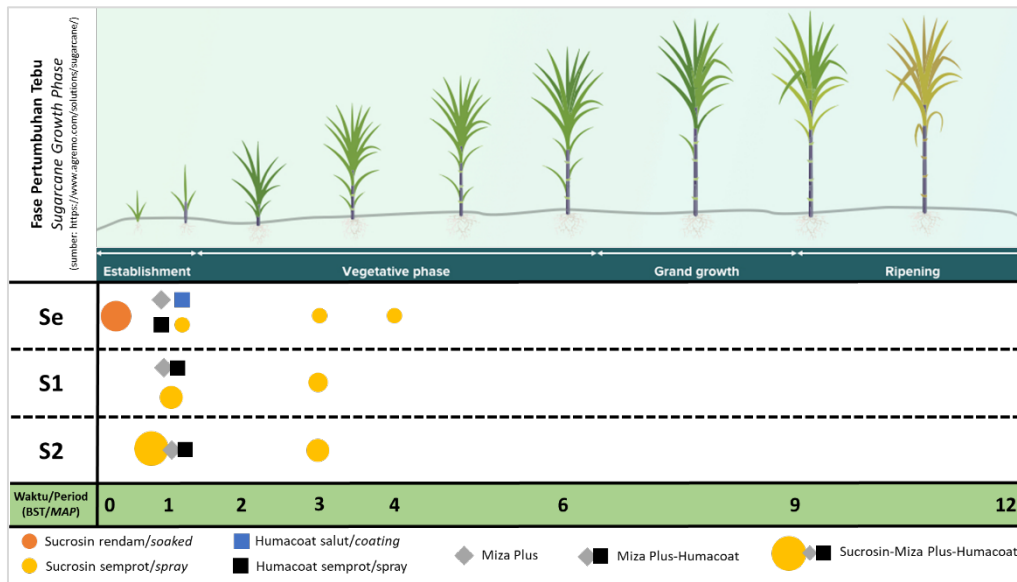 Fase Pertumbuhan Tebu
Sugarcane Growth Phase
(sumber: https://www.agremo.com/solutions/sugarcane/)
Establishment
Vegetative phase
Grand growth
Ripening
Se
S1
S2
Waktu/Period
(BST/MAP)
0 1 2 3 4 6 9 12
Sucrosin rendam/soaked
Humacoat salut/coating
Miza Plus
Miza Plus-Humacoat
Sucrosin-Miza Plus-Humacoat
Sucrosin semprot/spray
Humacoat semprot/spray